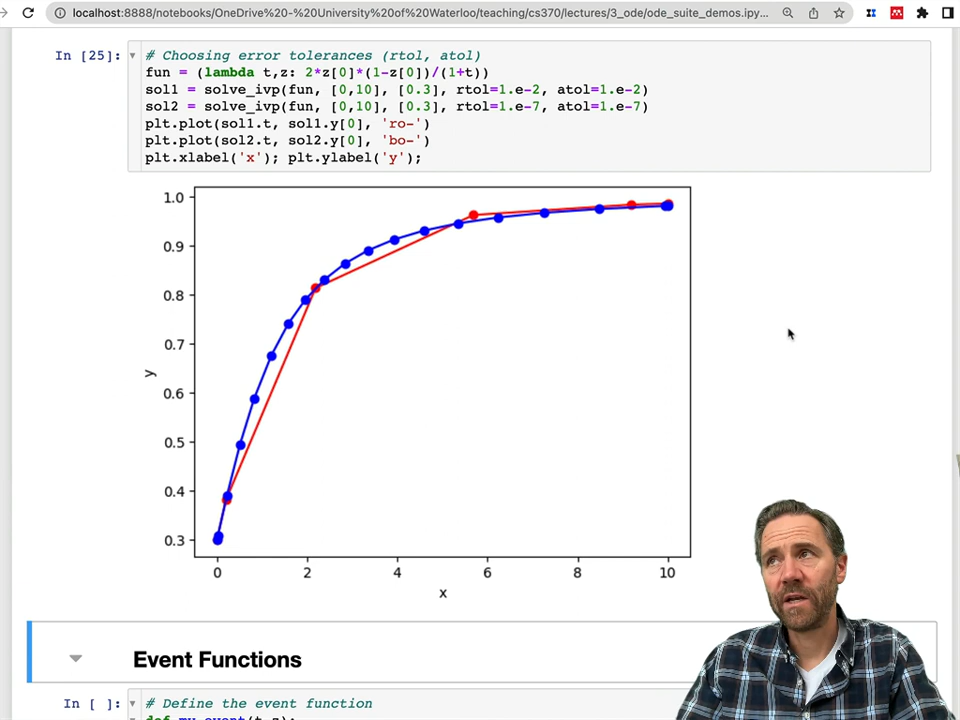 localhost:8888/notebooks/OneDrive%20-%20University%20of%20Waterloo/teaching/cs370/lectures/3_ode/ode_suite_demos.ipy...
In [25]:
# Choosing error tolerances (rtol, atol)
fun = (lambda t,z: 2*z[0]*(1-z[0])/(1+t))
sol1 = solve_ivp(fun, [0,10], [0.3], rtol=1.e-2, atol=1.e-2)
sol2 = solve_ivp(fun, [0,10], [0.3], rtol=1.e-7, atol=1.e-7)
plt.plot(sol1.t, sol1.y[0], 'ro-')
plt.plot(sol2.t, sol2.y[0], 'bo-')
plt.xlabel('x'); plt.ylabel('y');
1.0
0.9
0.8
0.7
y
0.6
0.5
0.4
0.3
0 2 4 6 8 10
x
Event Functions
In [ ]:
# Define the event function
def my_event(t,z):